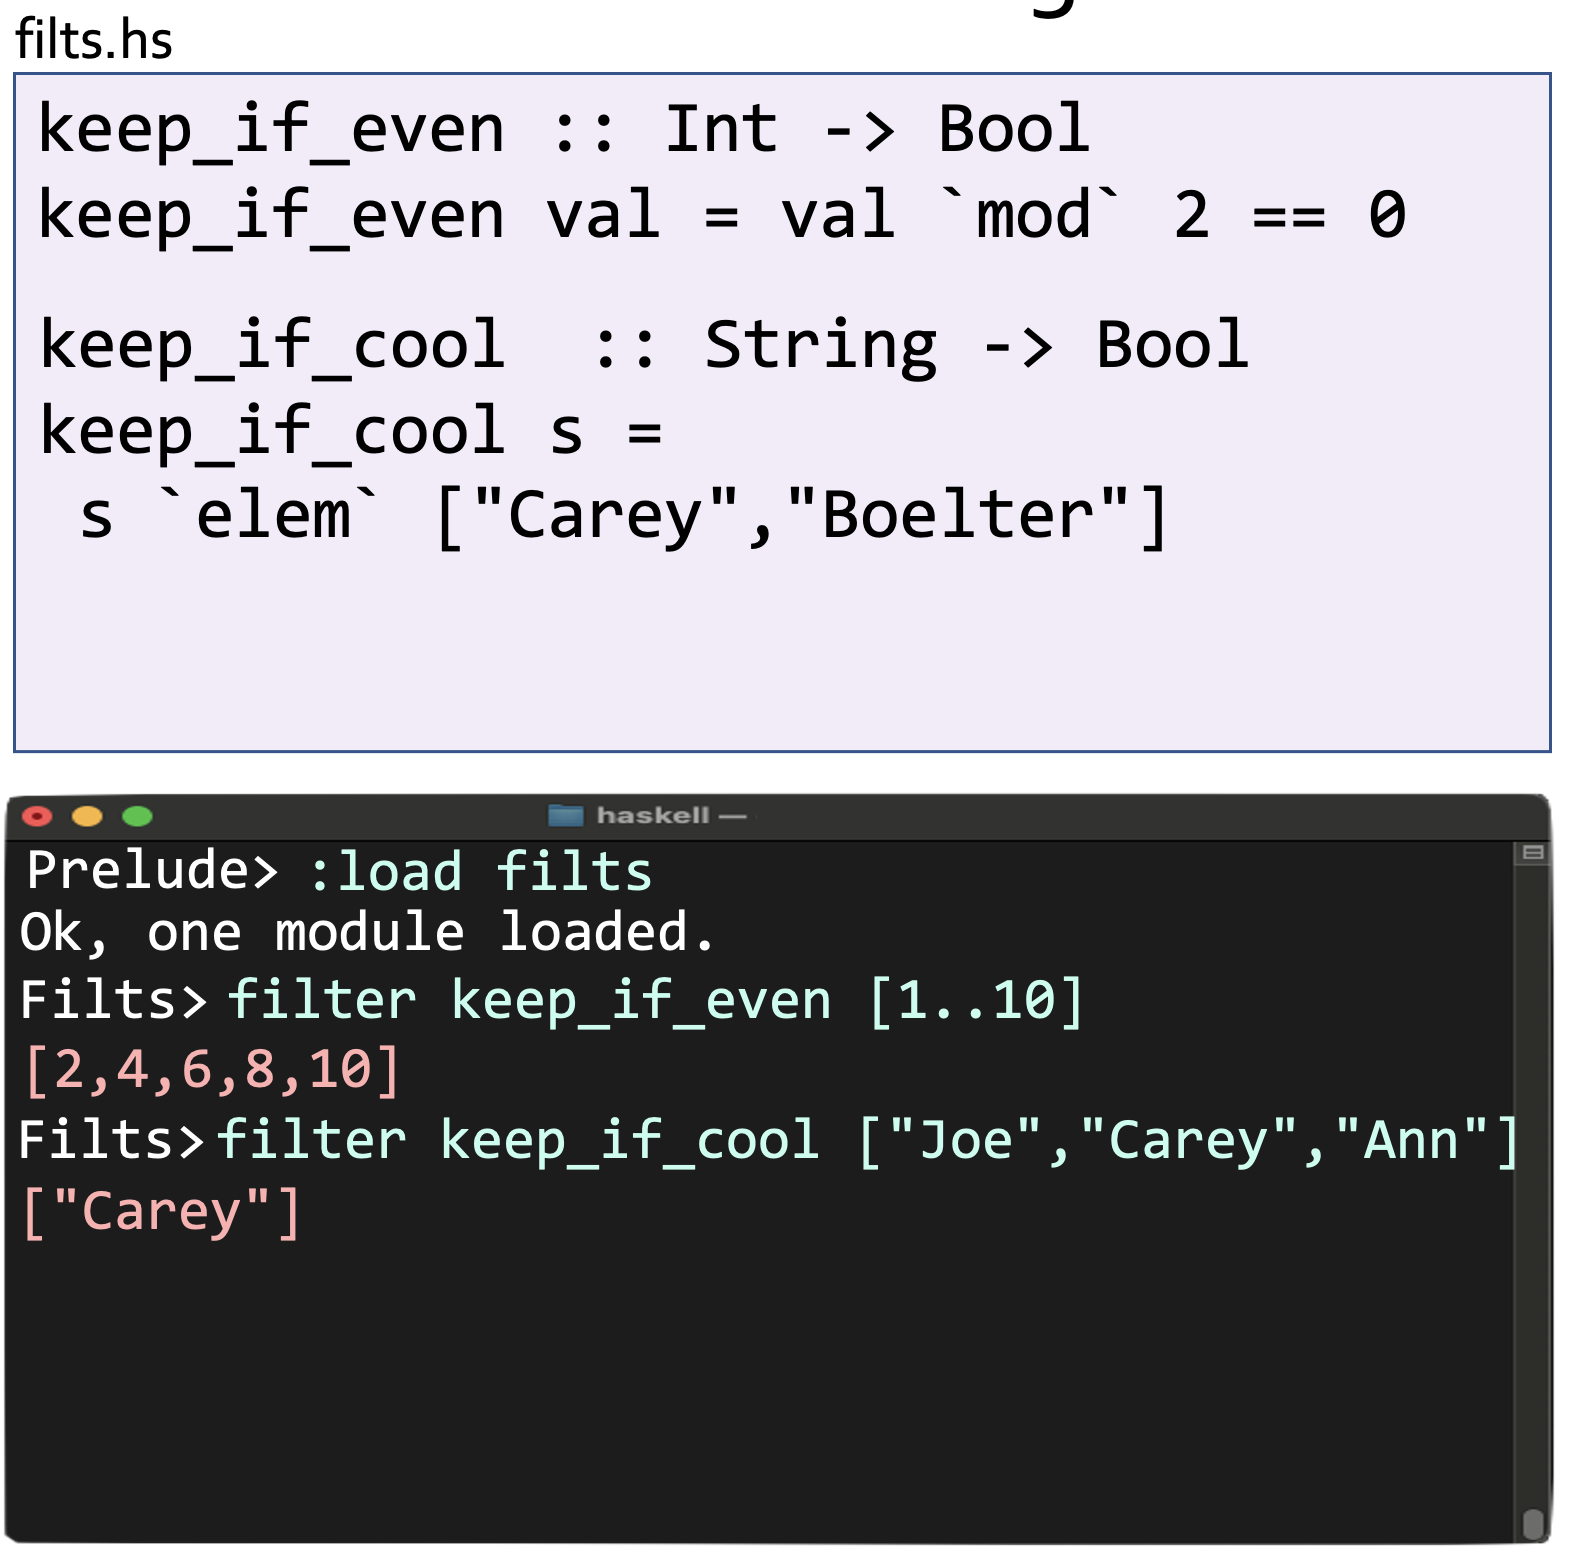 filts.hs
keep_if_even :: Int -> Bool
keep_if_even val = val `mod` 2 == 0
keep_if_cool  :: String -> Bool
keep_if_cool s =
 s `elem` ["Carey","Boelter"]
haskell —
Prelude> :load filts
Ok, one module loaded.
Filts> filter keep_if_even [1..10]
[2,4,6,8,10]
Filts> filter keep_if_cool ["Joe","Carey","Ann"]
["Carey"]